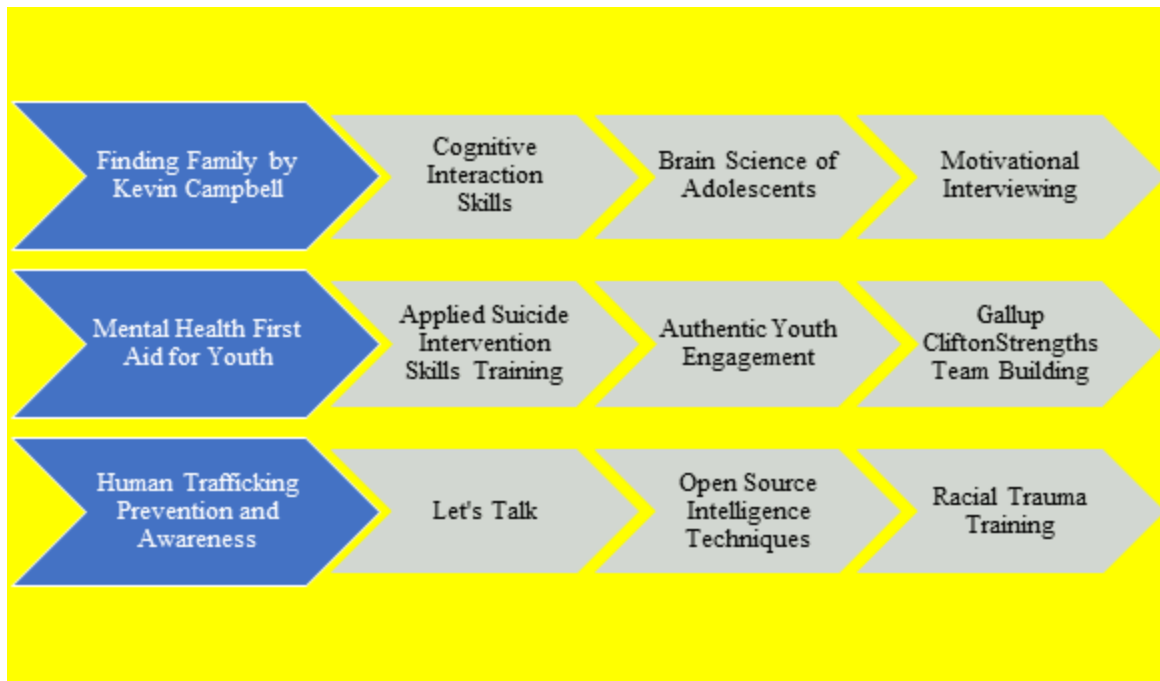 Finding Family by
Kevin Campbell
Cognitive
Interaction
Skills
Brain Science of
Adolescents
Motivational
Interviewing
Mental Health First
Aid for Youth
Applied Suicide
Intervention
Skills Training
Authentic Youth
Engagement
Gallup
CliftonStrengths
Team Building
Human Trafficking
Prevention and
Awareness
Let's Talk
Open Source
Intelligence
Techniques
Racial Trauma
Training